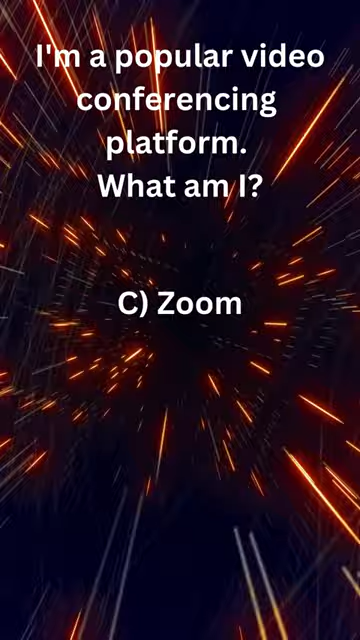 I'm a popular video
conferencing
platform.
What am I?
C) Zoom